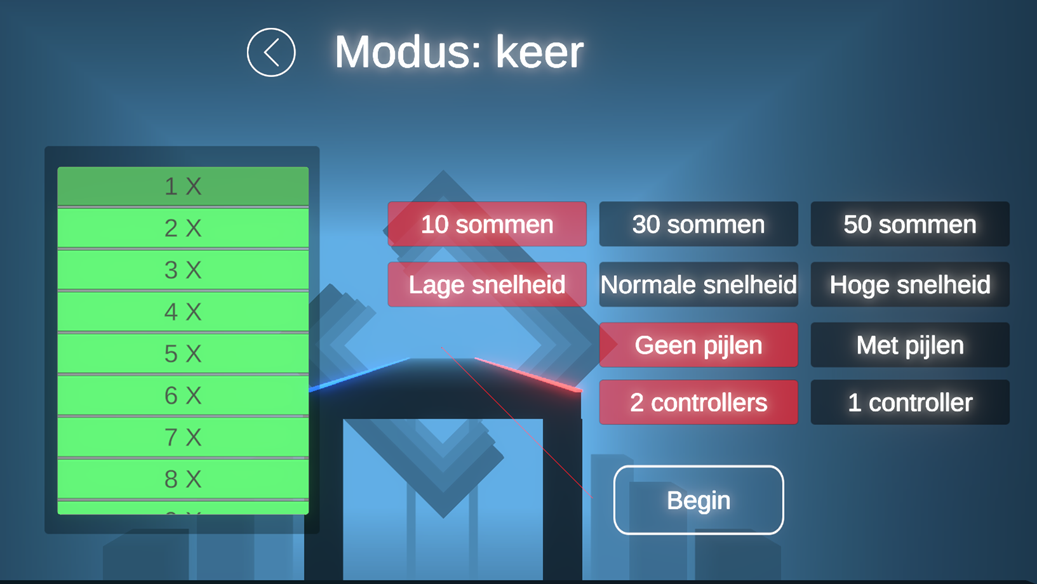 Modus: keer
1 X
2 X
3 X
4 X
5 X
6 X
7 X
8 X
10 sommen 30 sommen 50 sommen
Lage snelheid Normale snelheid Hoge snelheid
Geen pijlen Met pijlen
2 controllers 1 controller
Begin